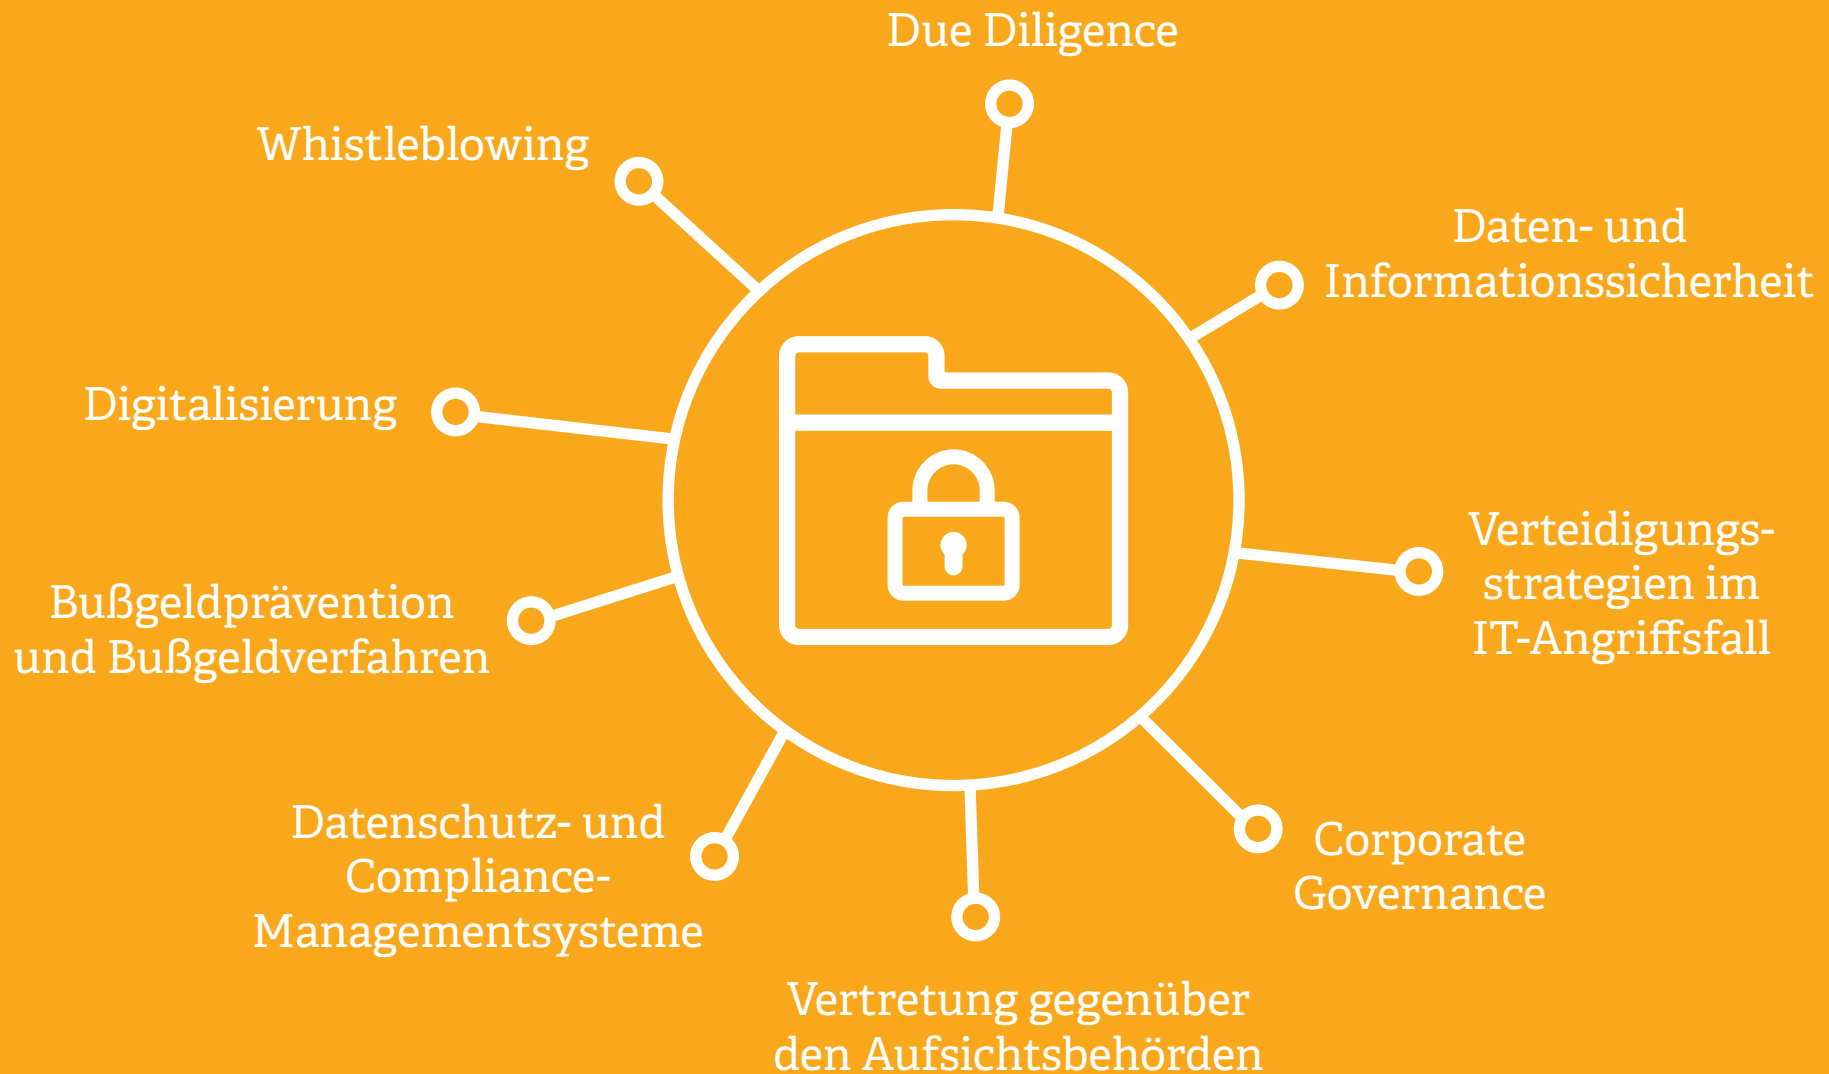 Due Diligence
Whistleblowing
Daten- und
Informationssicherheit
Digitalisierung
Verteidigungs-
strategien im
IT-Angriffsfall
Bußgeldprävention
und Bußgeldverfahren
Datenschutz- und
Compliance-
Managementsysteme
Corporate
Governance
Vertretung gegenüber
den Aufsichtsbehörden